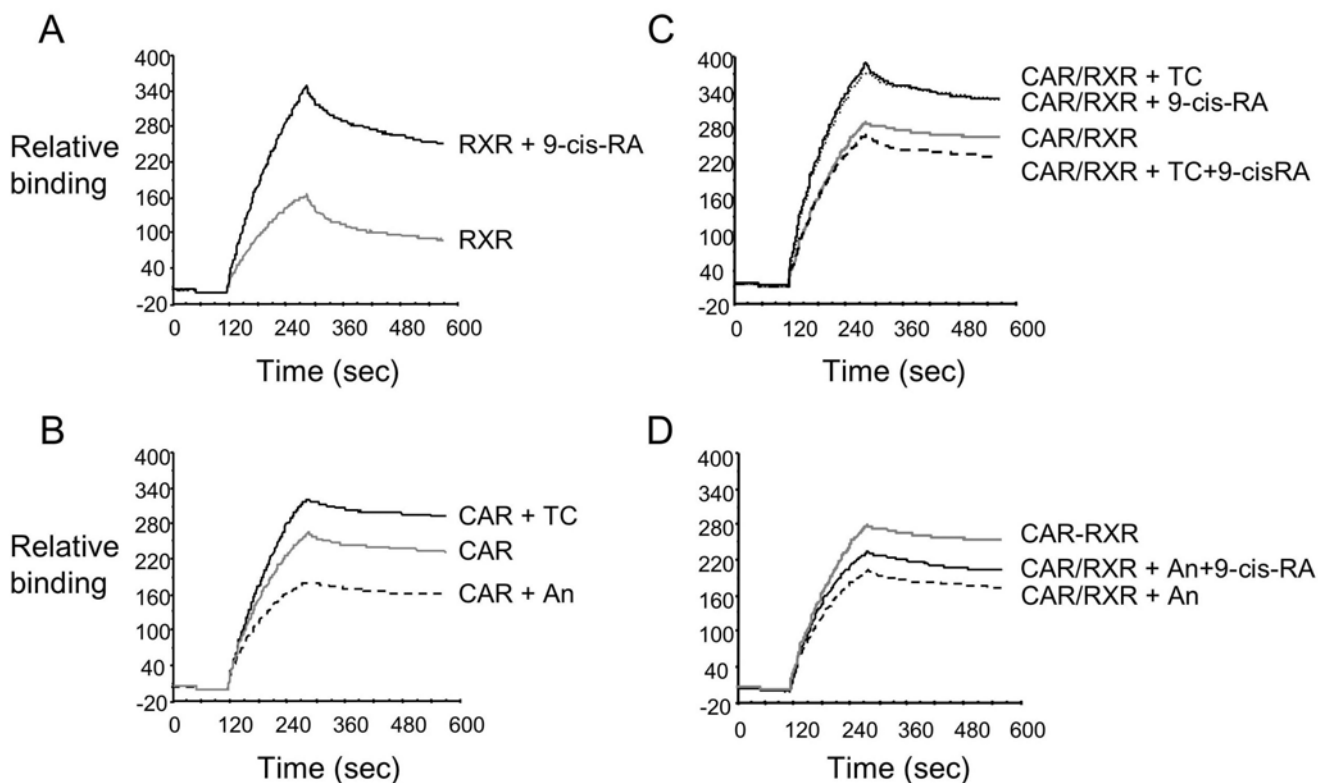 A
400
340
280
220
160
100
40
-20
Relative
binding
RXR + 9-cis-RA
RXR
0 120 240 360 480 600
Time (sec)
B
400
340
280
220
160
100
40
-20
Relative
binding
CAR + TC
CAR
CAR + An
0 120 240 360 480 600
Time (sec)
C
400
340
280
220
160
100
40
-20
CAR/RXR + TC
CAR/RXR + 9-cis-RA
CAR/RXR
CAR/RXR + TC+9-cisRA
0 120 240 360 480 600
Time (sec)
D
400
340
280
220
160
100
40
-20
CAR-RXR
CAR/RXR + An+9-cis-RA
CAR/RXR + An
0 120 240 360 480 600
Time (sec)